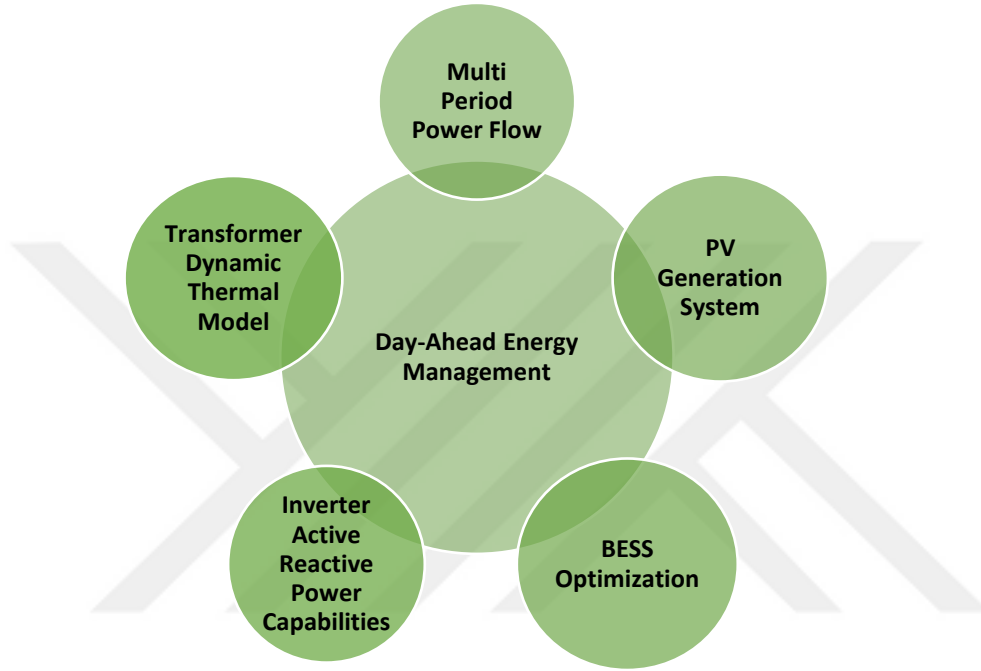 Multi
Period
Power Flow
Transformer
Dynamic
Thermal
Model
PV
Generation
System
Day-Ahead Energy
Management
Inverter
Active
Reactive
Power
Capabilities
BESS
Optimization